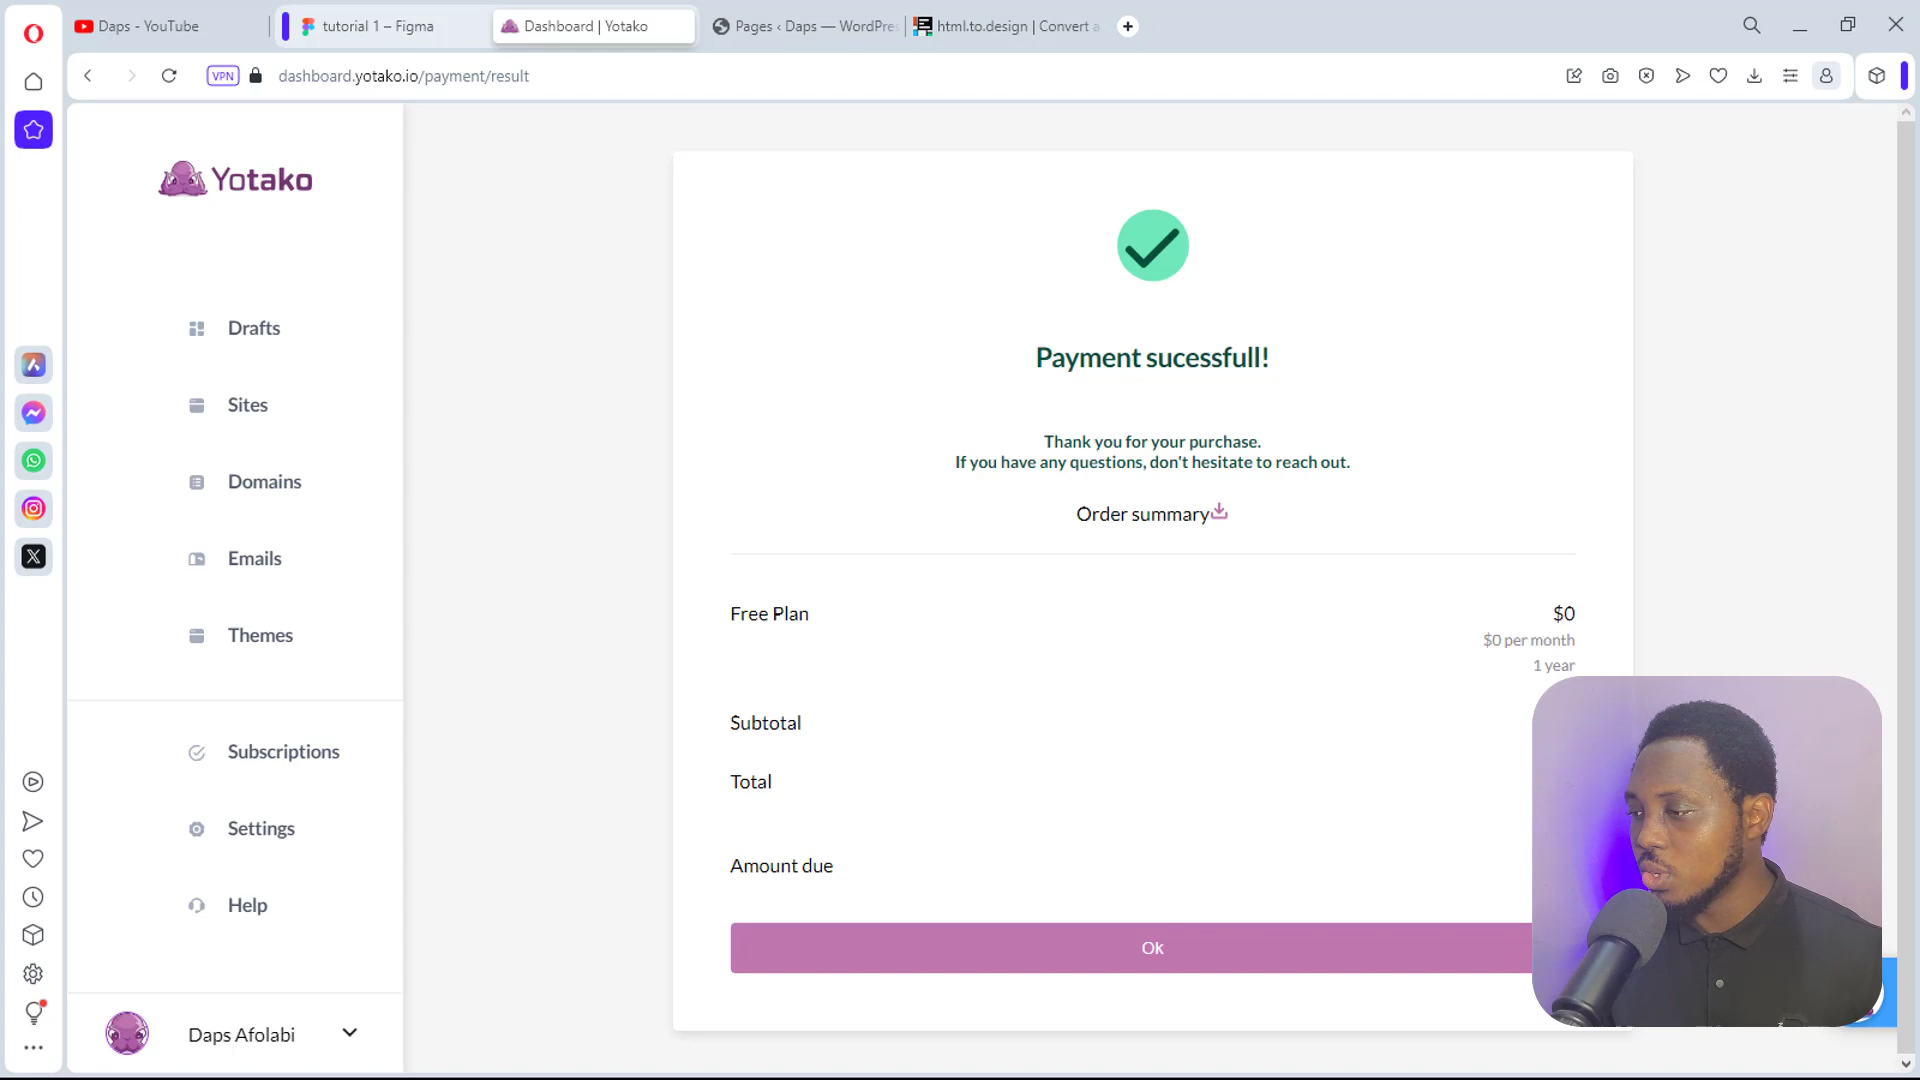 Daps - YouTube
tutorial 1 – Figma
Dashboard | Yotako
Pages ‹ Daps — WordPres
html.to.design | Convert a
VPN
dashboard.yotako.io/payment/result
Yotako
Drafts
Sites
Domains
Emails
Themes
Subscriptions
Settings
Help
Daps Afolabi
Payment sucessfull!
Thank you for your purchase.
If you have any questions, don't hesitate to reach out.
Order summary
Free Plan
$0
$0 per month
1 year
Subtotal
Total
Amount due
Ok